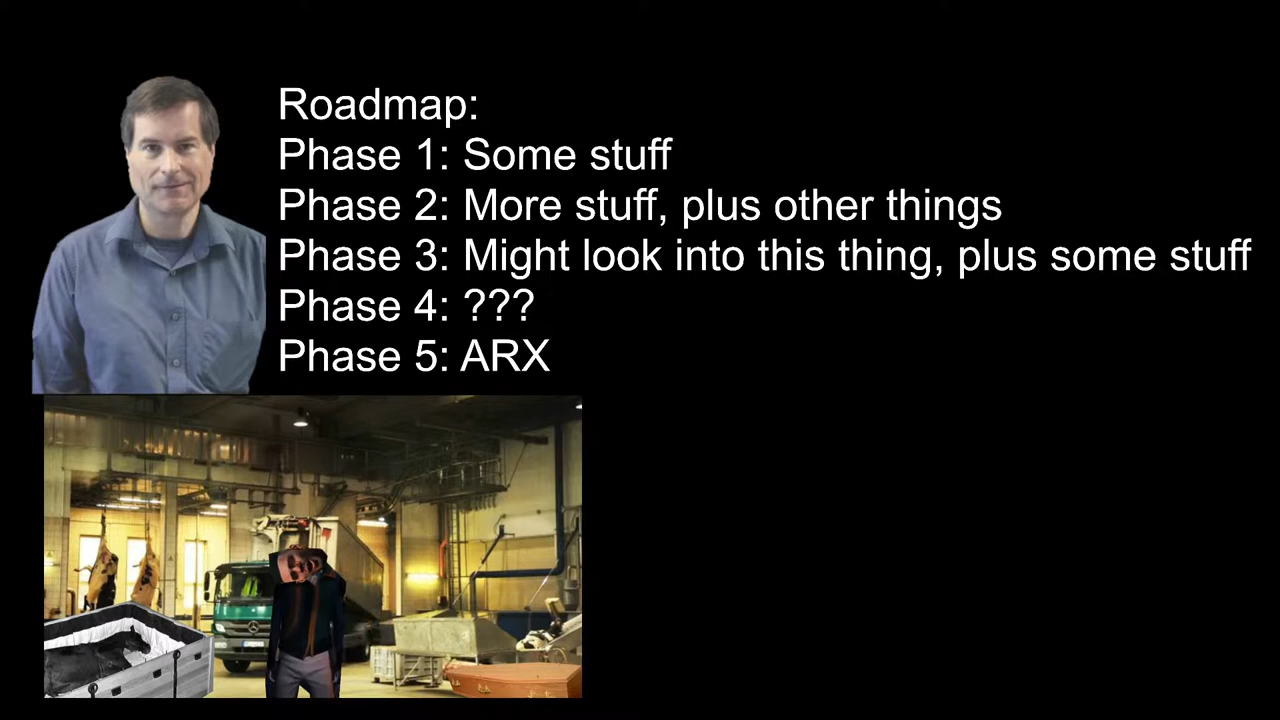 Roadmap:
Phase 1: Some stuff
Phase 2: More stuff, plus other things
Phase 3: Might look into this thing, plus some stuff
Phase 4: ???
Phase 5: ARX